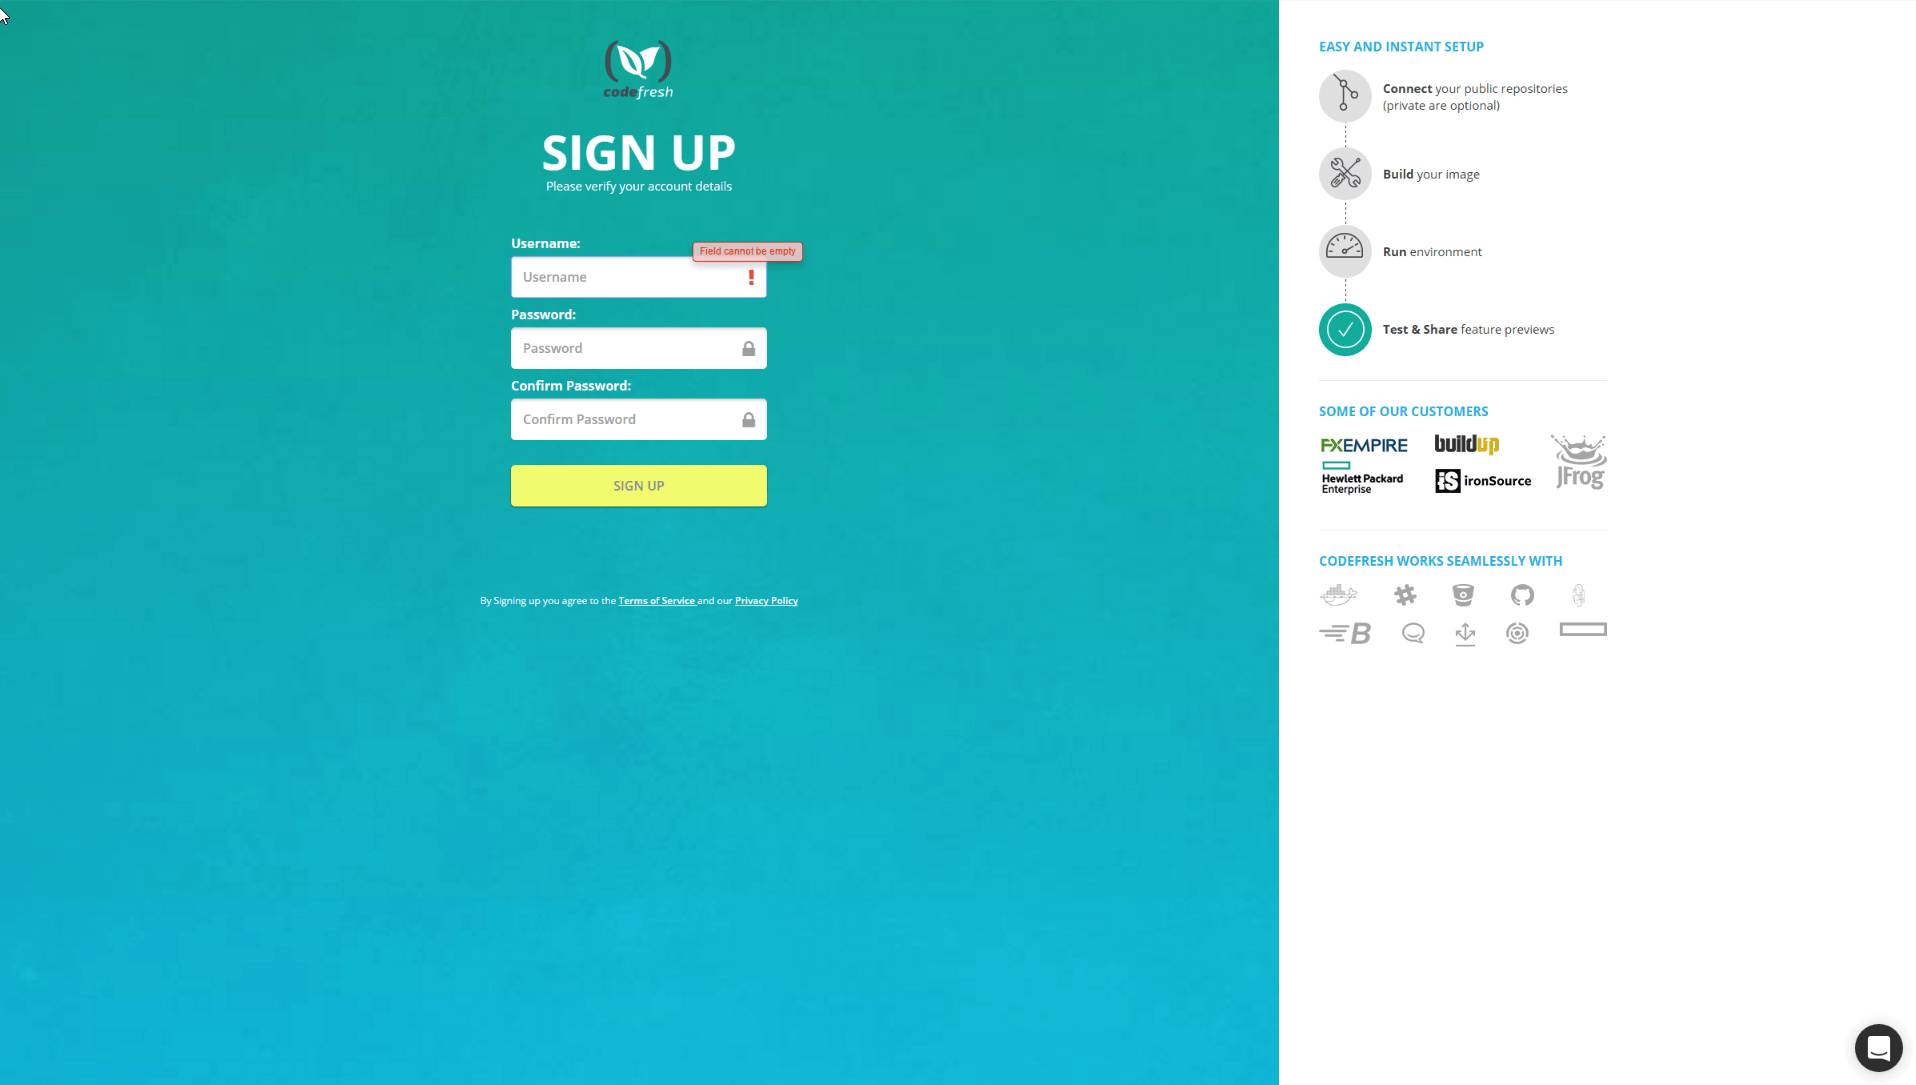 codefresh
SIGN UP
Please verify your account details
Username:
Field cannot be empty
Username
Password:
Password
Confirm Password:
Confirm Password
SIGN UP
By Signing up you agree to the Terms of Service and our Privacy Policy
EASY AND INSTANT SETUP
Connect your public repositories
(private are optional)
Build your image
Run environment
Test & Share feature previews
SOME OF OUR CUSTOMERS
FXEMPIRE
buildup
JFrog
Hewlett Packard
Enterprise
iS ironSource
CODEFRESH WORKS SEAMLESSLY WITH
B